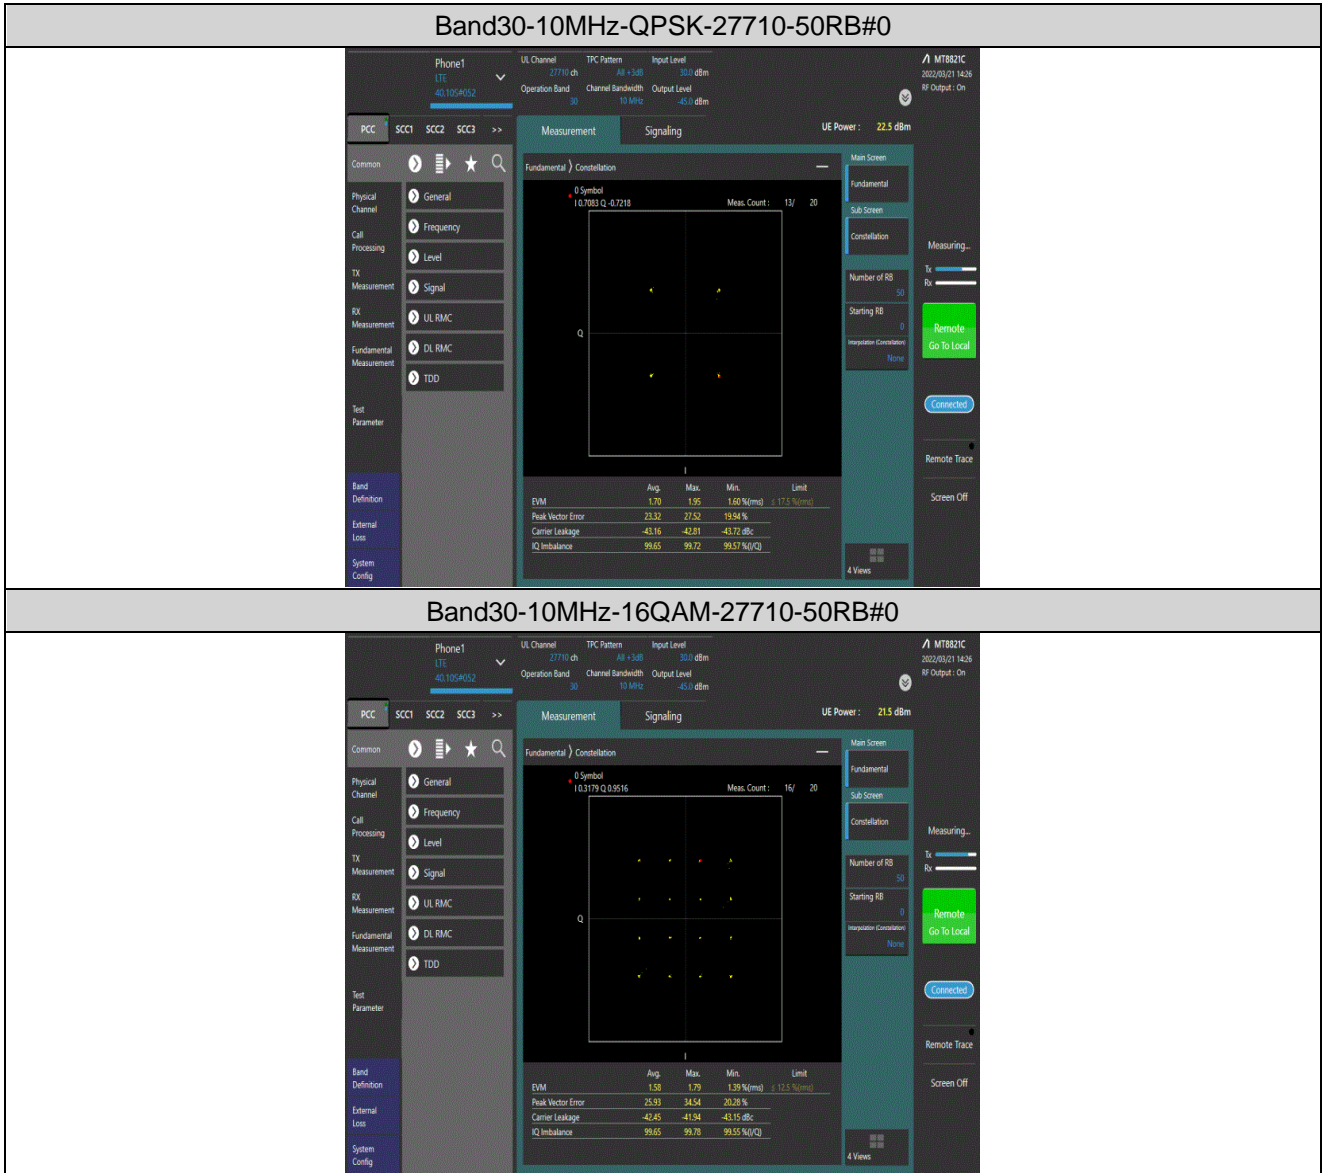 Band30-10MHz-QPSK-27710-50RB#0
Phone1
LTE
40.105#052
UL Channel TPC Pattern Input Level
27710 ch All +3dB 30.0 dBm
Operation Band Channel Bandwidth Output Level
30 10 MHz -45.0 dBm
MT8821C
2022/03/21 14:26
RF Output : On
PCC SCC1 SCC2 SCC3 >>
Measurement Signaling
UE Power : 22.5 dBm
Common
Physical
Channel
Call
Processing
TX
Measurement
RX
Measurement
Fundamental
Measurement
Test
Parameter
Band
Definition
External
Loss
System
Config
General
Frequency
Level
Signal
UL RMC
DL RMC
TDD
Fundamental Constellation
0 Symbol
I 0.7083 Q -0.7218 Meas. Count : 13/ 20
Q
I
Avg. Max. Min. Limit
EVM 1.70 1.95 1.60 %(rms) ≤ 17.5 %(rms)
Peak Vector Error 23.32 27.52 19.94 %
Carrier Leakage -43.16 -42.81 -43.72 dBc
IQ Imbalance 99.65 99.72 99.57 %(I/Q)
Main Screen
Fundamental
Sub Screen
Constellation
Number of RB
50
Starting RB
0
Interpolation (Constellation)
None
4 Views
Measuring...
Tx
Rx
Remote
Go To Local
Connected
Remote Trace
Screen Off
Band30-10MHz-16QAM-27710-50RB#0
Phone1
LTE
40.105#052
UL Channel TPC Pattern Input Level
27710 ch All +3dB 30.0 dBm
Operation Band Channel Bandwidth Output Level
30 10 MHz -45.0 dBm
MT8821C
2022/03/21 14:26
RF Output : On
PCC SCC1 SCC2 SCC3 >>
Measurement Signaling
UE Power : 21.5 dBm
Common
Physical
Channel
Call
Processing
TX
Measurement
RX
Measurement
Fundamental
Measurement
Test
Parameter
Band
Definition
External
Loss
System
Config
General
Frequency
Level
Signal
UL RMC
DL RMC
TDD
Fundamental Constellation
0 Symbol
I 0.3179 Q 0.9516 Meas. Count : 16/ 20
Q
I
Avg. Max. Min. Limit
EVM 1.58 1.79 1.39 %(rms) ≤ 12.5 %(rms)
Peak Vector Error 25.93 34.54 20.28 %
Carrier Leakage -42.45 -41.94 -43.15 dBc
IQ Imbalance 99.65 99.78 99.55 %(I/Q)
Main Screen
Fundamental
Sub Screen
Constellation
Number of RB
50
Starting RB
0
Interpolation (Constellation)
None
4 Views
Measuring...
Tx
Rx
Remote
Go To Local
Connected
Remote Trace
Screen Off